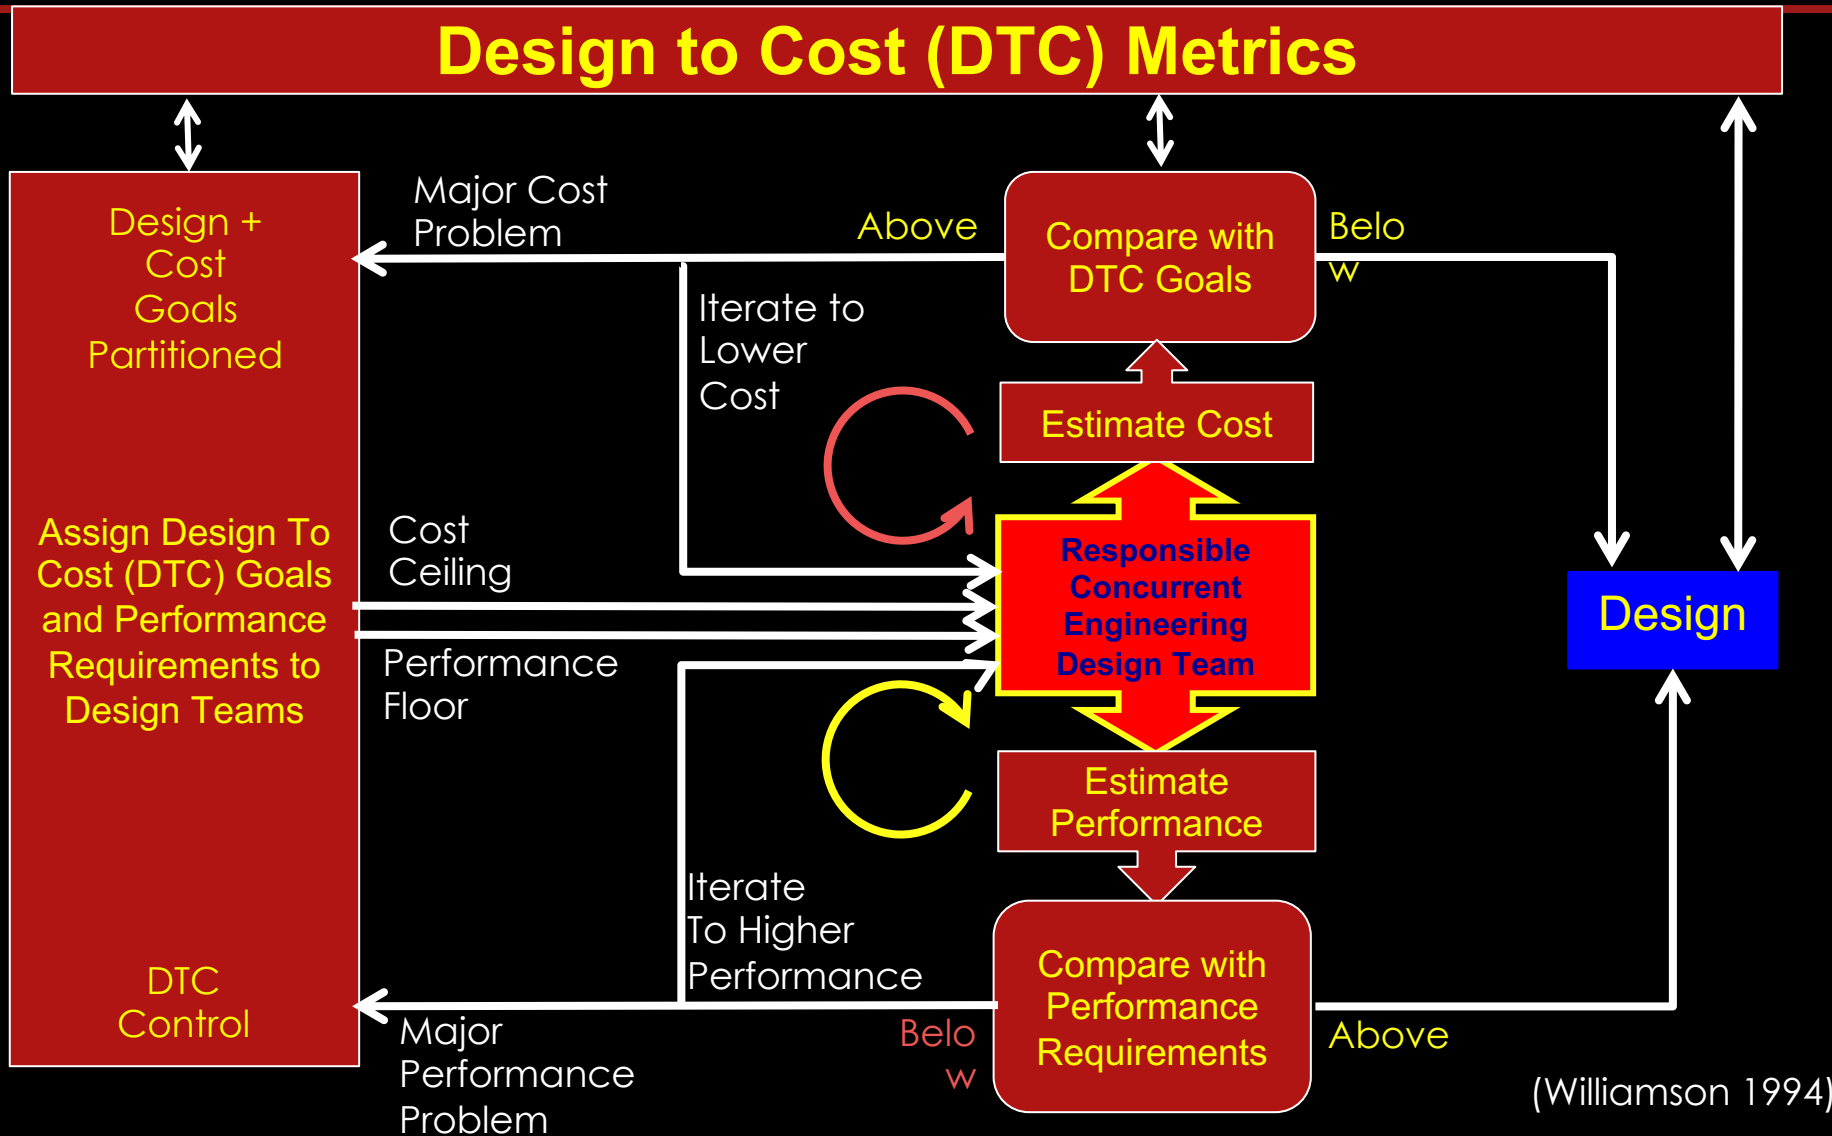 Design to Cost (DTC) Metrics
Design +
Cost
Goals
Partitioned
Assign Design To
Cost (DTC) Goals
and Performance
Requirements to
Design Teams
DTC
Control
Major Cost
Problem
Above
Compare with
DTC Goals
Belo
w
Iterate to
Lower
Cost
Estimate Cost
Cost
Ceiling
Performance
Floor
Responsible
Concurrent
Engineering
Design Team
Design
Estimate
Performance
Iterate
To Higher
Performance
Compare with
Performance
Requirements
Major
Performance
Problem
Belo
w
Above
(Williamson 1994)